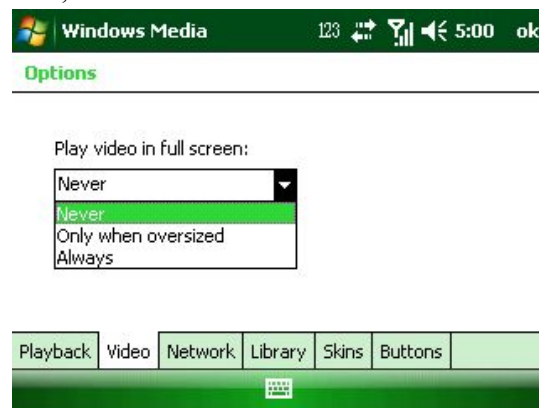 Windows Media 123 5:00 ok
Options
Play video in full screen:
Never
Never
Only when oversized
Always
Playback Video Network Library Skins Buttons